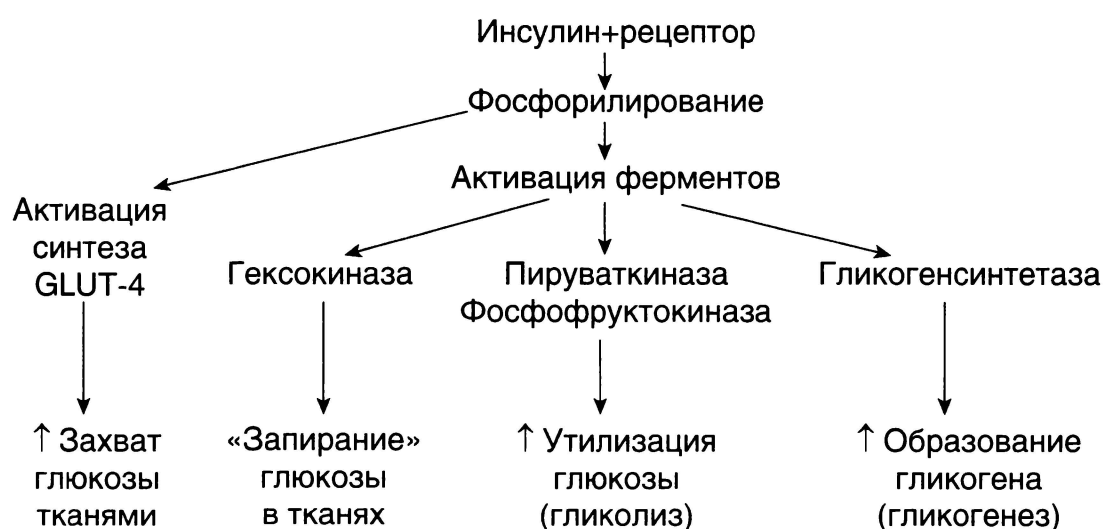 Инсулин+рецептор
Фосфорилирование
Активация ферментов
Активация
синтеза
GLUT-4
Гексокиназа
Пируваткиназа
Фосфофруктокиназа
Гликогенсинтетаза
↑ Захват
глюкозы
тканями
«Запирание»
глюкозы
в тканях
↑ Утилизация
глюкозы
(гликолиз)
↑ Образование
гликогена
(гликогенез)